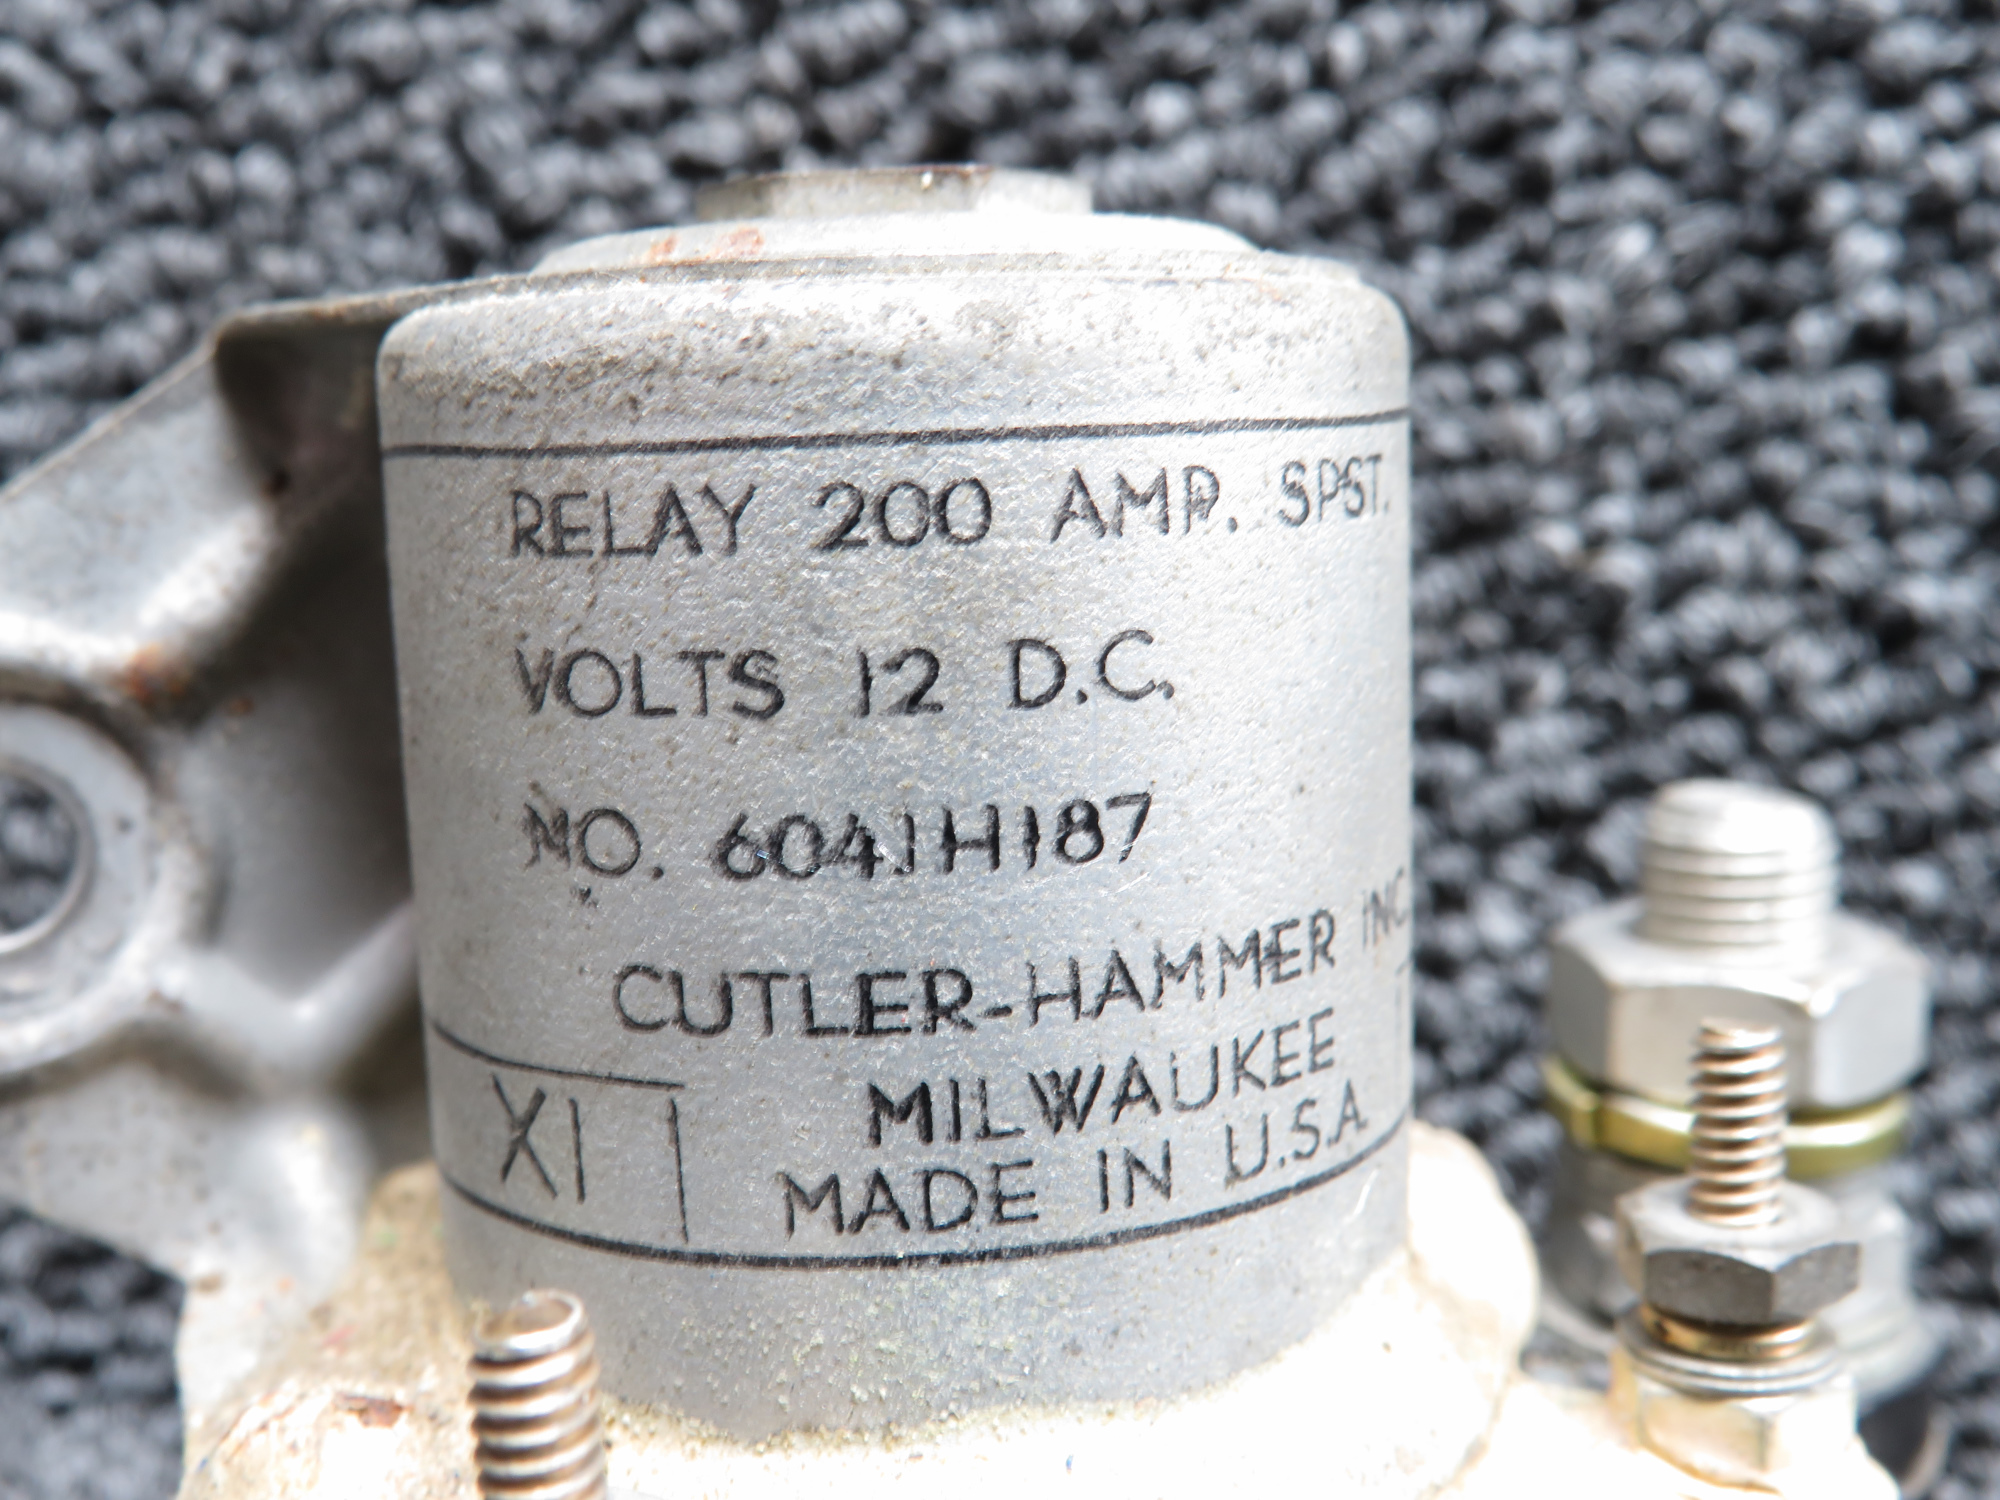 RELAY 200 AMP. SPST.
VOLTS 12 D.C.
NO. 6041H187
CUTLER-HAMMER INC
MILWAUKEE
XI
MADE IN U.S.A.